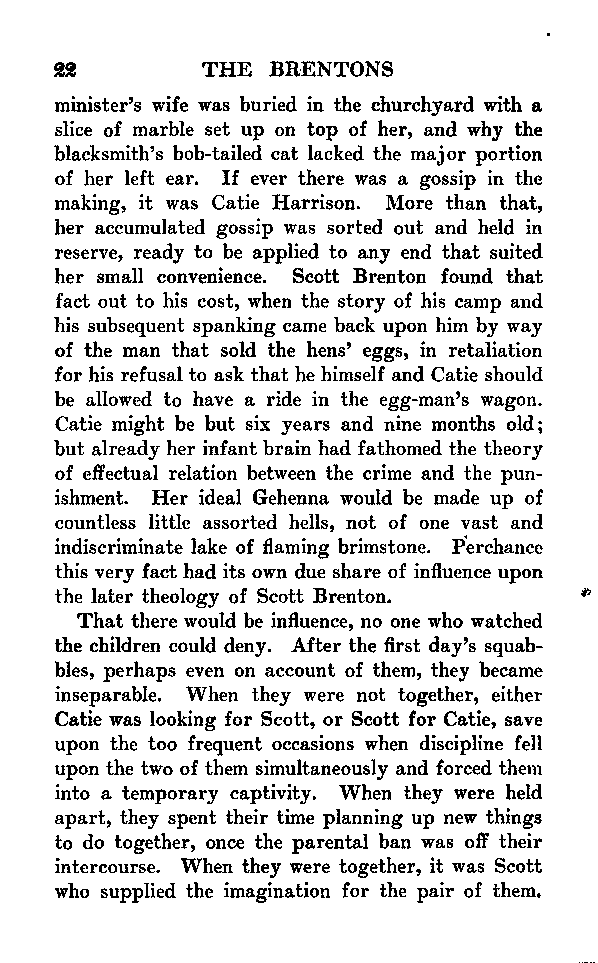 22 THE BRENTONS
minister's wife was buried in the churchyard with a
slice of marble set up on top of her, and why the
blacksmith's bob-tailed cat lacked the major portion
of her left ear. If ever there was a gossip in the
making, it was Catie Harrison. More than that,
her accumulated gossip was sorted out and held in
reserve, ready to be applied to any end that suited
her small convenience. Scott Brenton found that
fact out to his cost, when the story of his camp and
his subsequent spanking came back upon him by way
of the man that sold the hens' eggs, in retaliation
for his refusal to ask that he himself and Catie should
be allowed to have a ride in the egg-man's wagon.
Catie might be but six years and nine months old;
but already her infant brain had fathomed the theory
of effectual relation between the crime and the pun-
ishment. Her ideal Gehenna would be made up of
countless little assorted hells, not of one vast and
indiscriminate lake of flaming brimstone. Perchance
this very fact had its own due share of influence upon
the later theology of Scott Brenton.
That there would be influence, no one who watched
the children could deny. After the first day's squab-
bles, perhaps even on account of them, they became
inseparable. When they were not together, either
Catie was looking for Scott, or Scott for Catie, save
upon the too frequent occasions when discipline fell
upon the two of them simultaneously and forced them
into a temporary captivity. When they were held
apart, they spent their time planning up new things
to do together, once the parental ban was off their
intercourse. When they were together, it was Scott
who supplied the imagination for the pair of them.